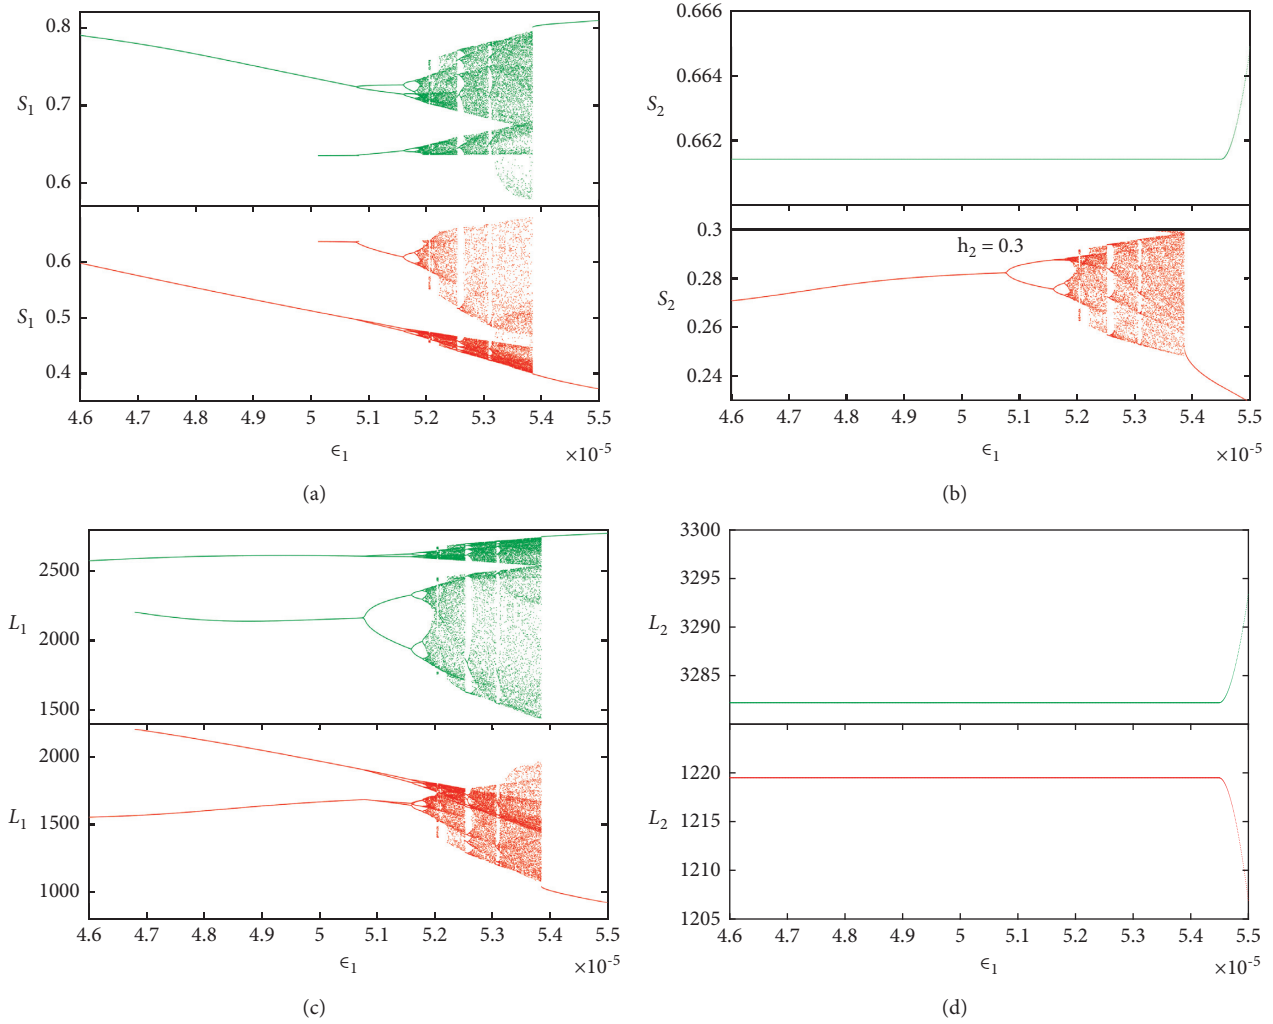 0.8
S1
0.7
0.6
0.6
S1
0.5
0.4
4.6 4.7 4.8 4.9 5 5.1 5.2 5.3 5.4 5.5
ϵ1 ×10-5
(a)
0.666
0.664
S2
0.662
0.3
h2 = 0.3
0.28
S2
0.26
0.24
4.6 4.7 4.8 4.9 5 5.1 5.2 5.3 5.4 5.5
ϵ1 ×10-5
(b)
2500
L1
2000
1500
2000
L1
1500
1000
4.6 4.7 4.8 4.9 5 5.1 5.2 5.3 5.4 5.5
ϵ1 ×10-5
(c)
3300
3295
L2
3290
3285
1220
L2
1215
1210
1205
4.6 4.7 4.8 4.9 5 5.1 5.2 5.3 5.4 5.5
ϵ1 ×10-5
(d)